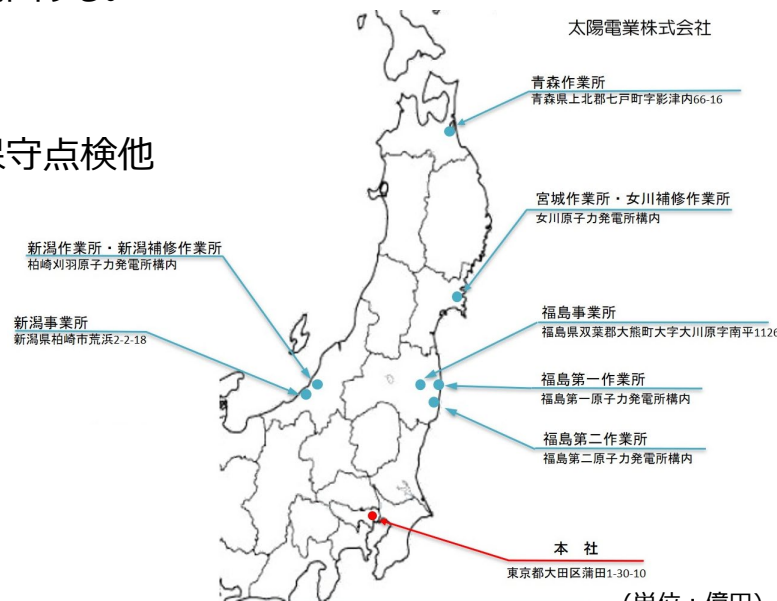 太陽電業株式会社
青森作業所
青森県上北郡七戸町字影津内66-16
保守点検他
宮城作業所・女川補修作業所
女川原子力発電所構内
新潟作業所・新潟補修作業所
柏崎刈羽原子力発電所構内
新潟事業所
新潟県柏崎市荒浜2-2-18
福島事業所
福島県双葉郡大熊町大字大川原字南平1126
福島第一作業所
福島第一原子力発電所構内
福島第二作業所
福島第二原子力発電所構内
本　社
東京都大田区蒲田1-30-10
（単位：億円）